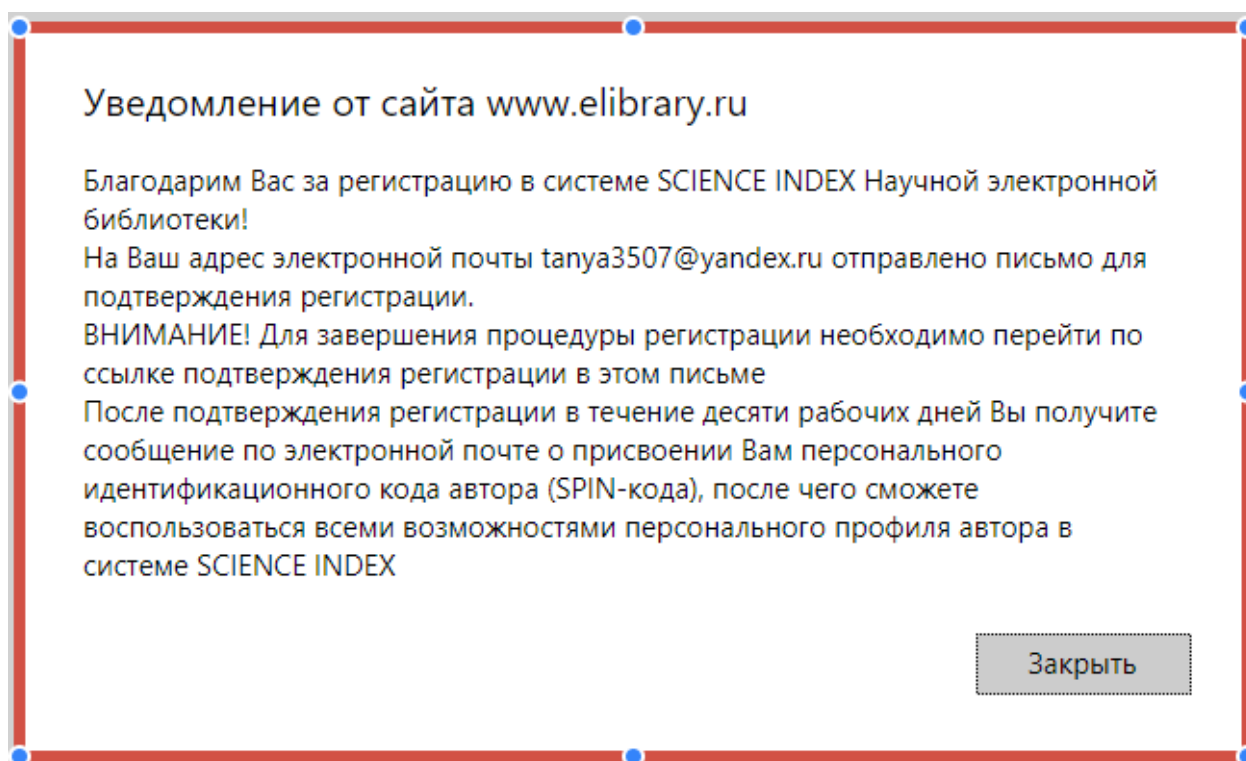 Уведомление от сайта www.elibrary.ru
Благодарим Вас за регистрацию в системе SCIENCE INDEX Научной электронной
библиотеки!
На Ваш адрес электронной почты tanya3507@yandex.ru отправлено письмо для
подтверждения регистрации.
ВНИМАНИЕ! Для завершения процедуры регистрации необходимо перейти по
ссылке подтверждения регистрации в этом письме
После подтверждения регистрации в течение десяти рабочих дней Вы получите
сообщение по электронной почте о присвоении Вам персонального
идентификационного кода автора (SPIN-кода), после чего сможете
воспользоваться всеми возможностями персонального профиля автора в
системе SCIENCE INDEX
Закрыть